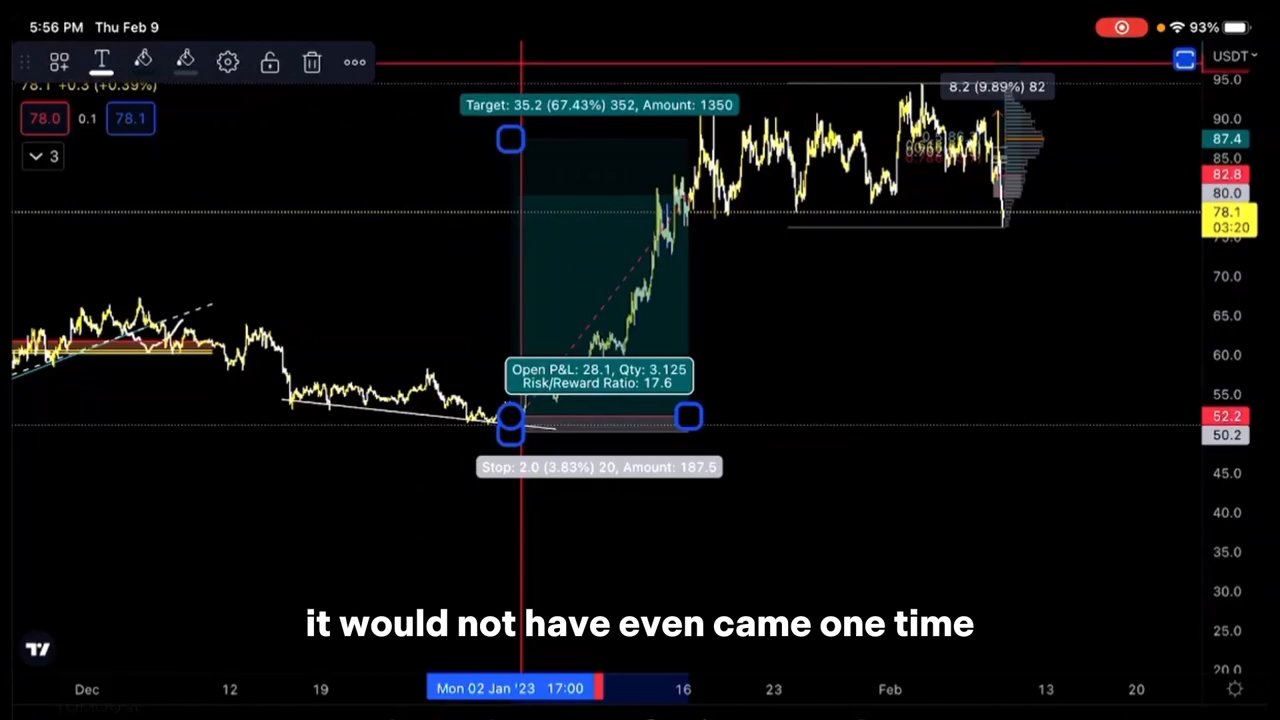 5:56 PM Thu Feb 9
93%
T
USDT
78.1 +0.3 (+0.39%)
78.0 0.1 78.1
3
Target: 35.2 (67.43%) 352, Amount: 1350
8.2 (9.89%) 82
Open P&L: 28.1, Qty: 3.125
Risk/Reward Ratio: 17.6
Stop: 2.0 (3.83%) 20, Amount: 187.5
95.0
90.0
87.4
85.0
82.8
80.0
78.1
03:20
75.0
70.0
65.0
60.0
55.0
52.2
50.2
45.0
40.0
35.0
30.0
25.0
20.0
it would not have even came one time
Dec 12 19 Mon 02 Jan '23 17:00 16 23 Feb 13 20